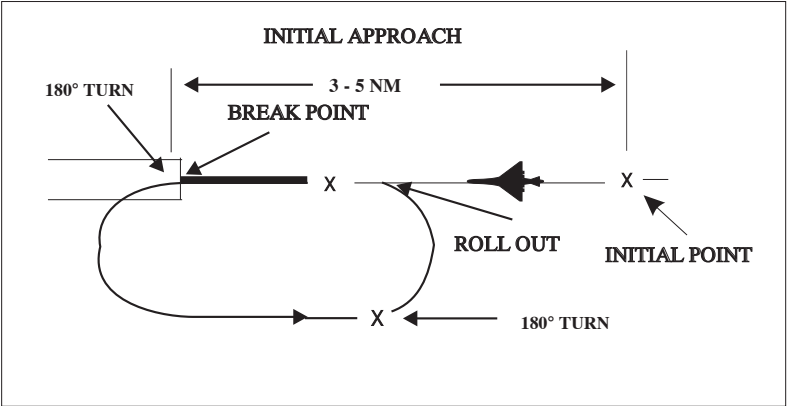 INITIAL APPROACH
3 - 5 NM
180° TURN
BREAK POINT
X
X
ROLL OUT
INITIAL POINT
X
180° TURN